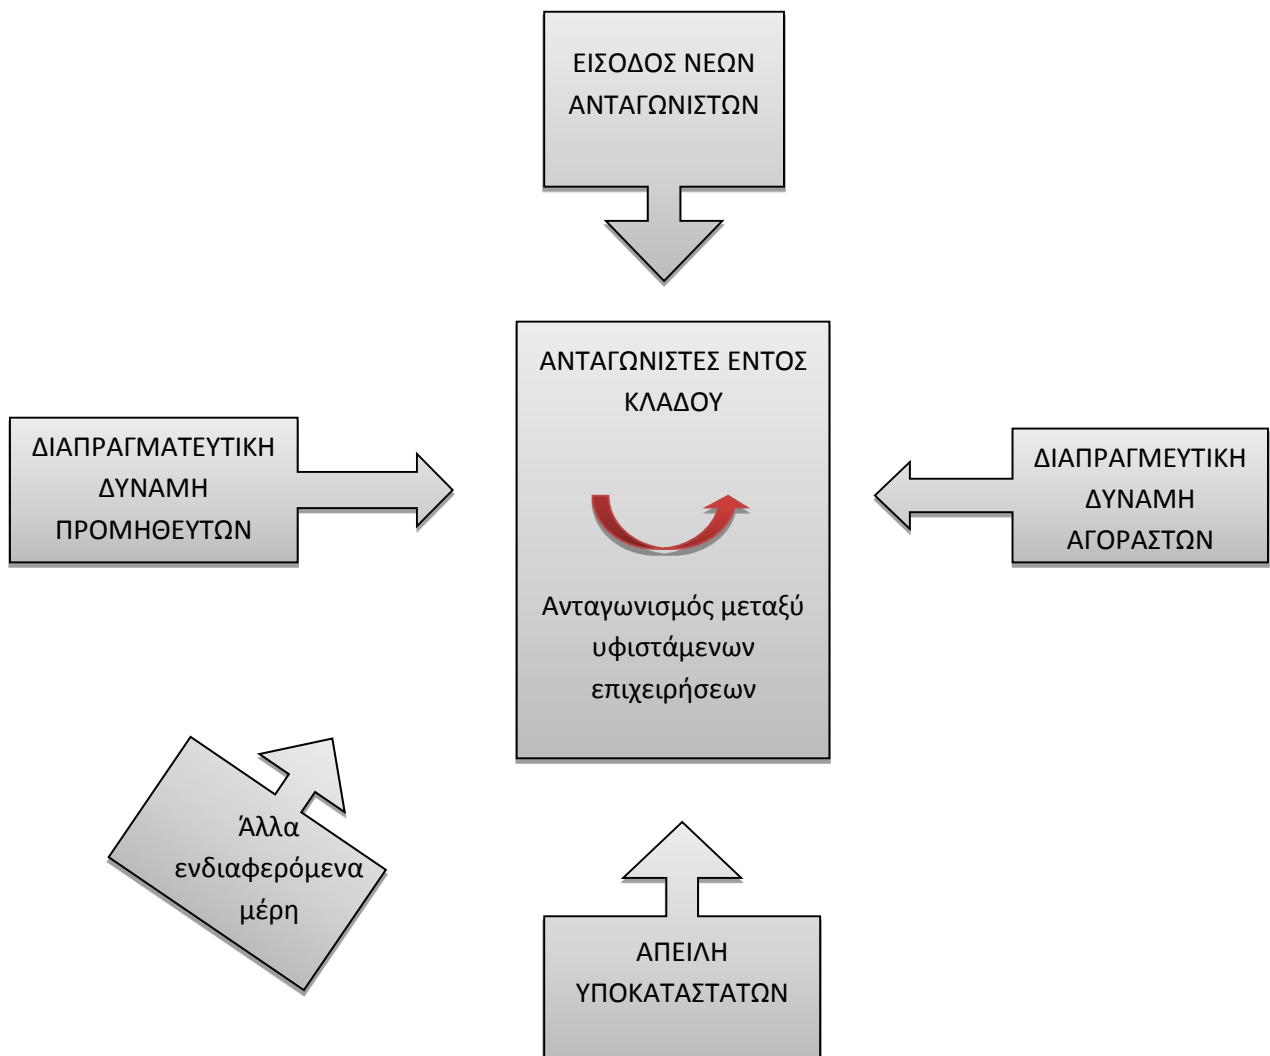 ΕΙΣΟΔΟΣ ΝΕΩΝ
ΑΝΤΑΓΩΝΙΣΤΩΝ
ΑΝΤΑΓΩΝΙΣΤΕΣ ΕΝΤΟΣ
ΚΛΑΔΟΥ
Ανταγωνισμός μεταξύ
υφιστάμενων
επιχειρήσεων
ΔΙΑΠΡΑΓΜΑΤΕΥΤΙΚΗ
ΔΥΝΑΜΗ
ΠΡΟΜΗΘΕΥΤΩΝ
ΔΙΑΠΡΑΓΜΕΥΤΙΚΗ
ΔΥΝΑΜΗ
ΑΓΟΡΑΣΤΩΝ
Άλλα
ενδιαφερόμενα
μέρη
ΑΠΕΙΛΗ
ΥΠΟΚΑΤΑΣΤΑΤΩΝ